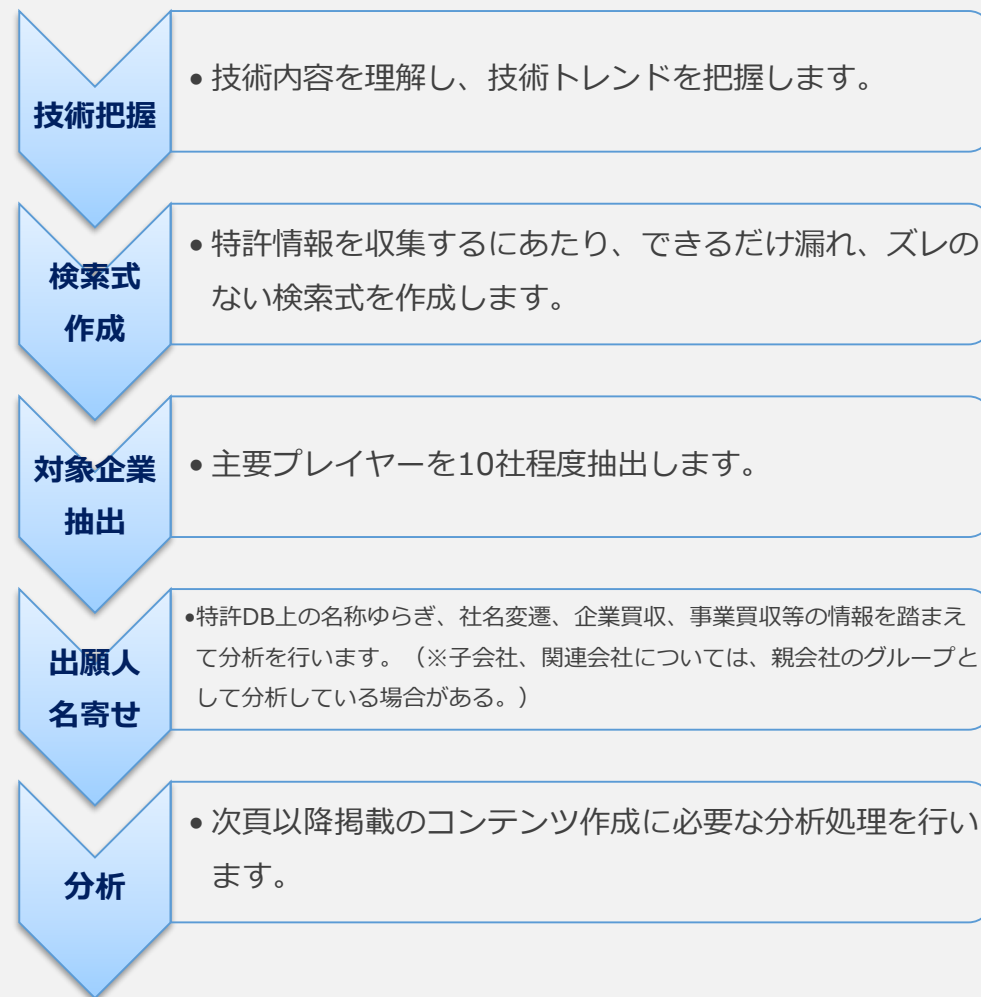 技術把握
• 技術内容を理解し、技術トレンドを把握します。
検索式
作成
• 特許情報を収集するにあたり、できるだけ漏れ、ズレの
ない検索式を作成します。
対象企業
抽出
• 主要プレイヤーを10社程度抽出します。
出願人
名寄せ
•特許DB上の名称ゆらぎ、社名変遷、企業買収、事業買収等の情報を踏まえ
て分析を行います。（※子会社、関連会社については、親会社のグループと
して分析している場合がある。）
分析
• 次頁以降掲載のコンテンツ作成に必要な分析処理を行い
ます。